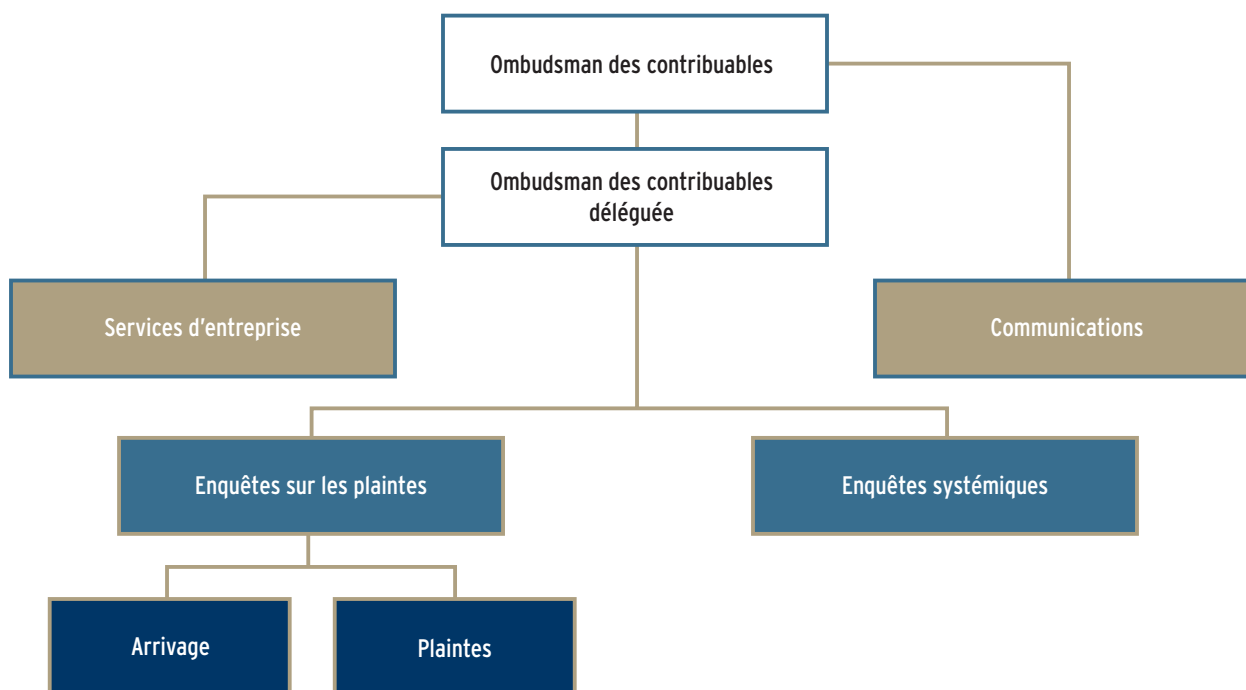 Ombudsman des contribuables
Ombudsman des contribuables
déléguée
Services d'entreprise
Communications
Enquêtes sur les plaintes
Enquêtes systémiques
Arrivage
Plaintes